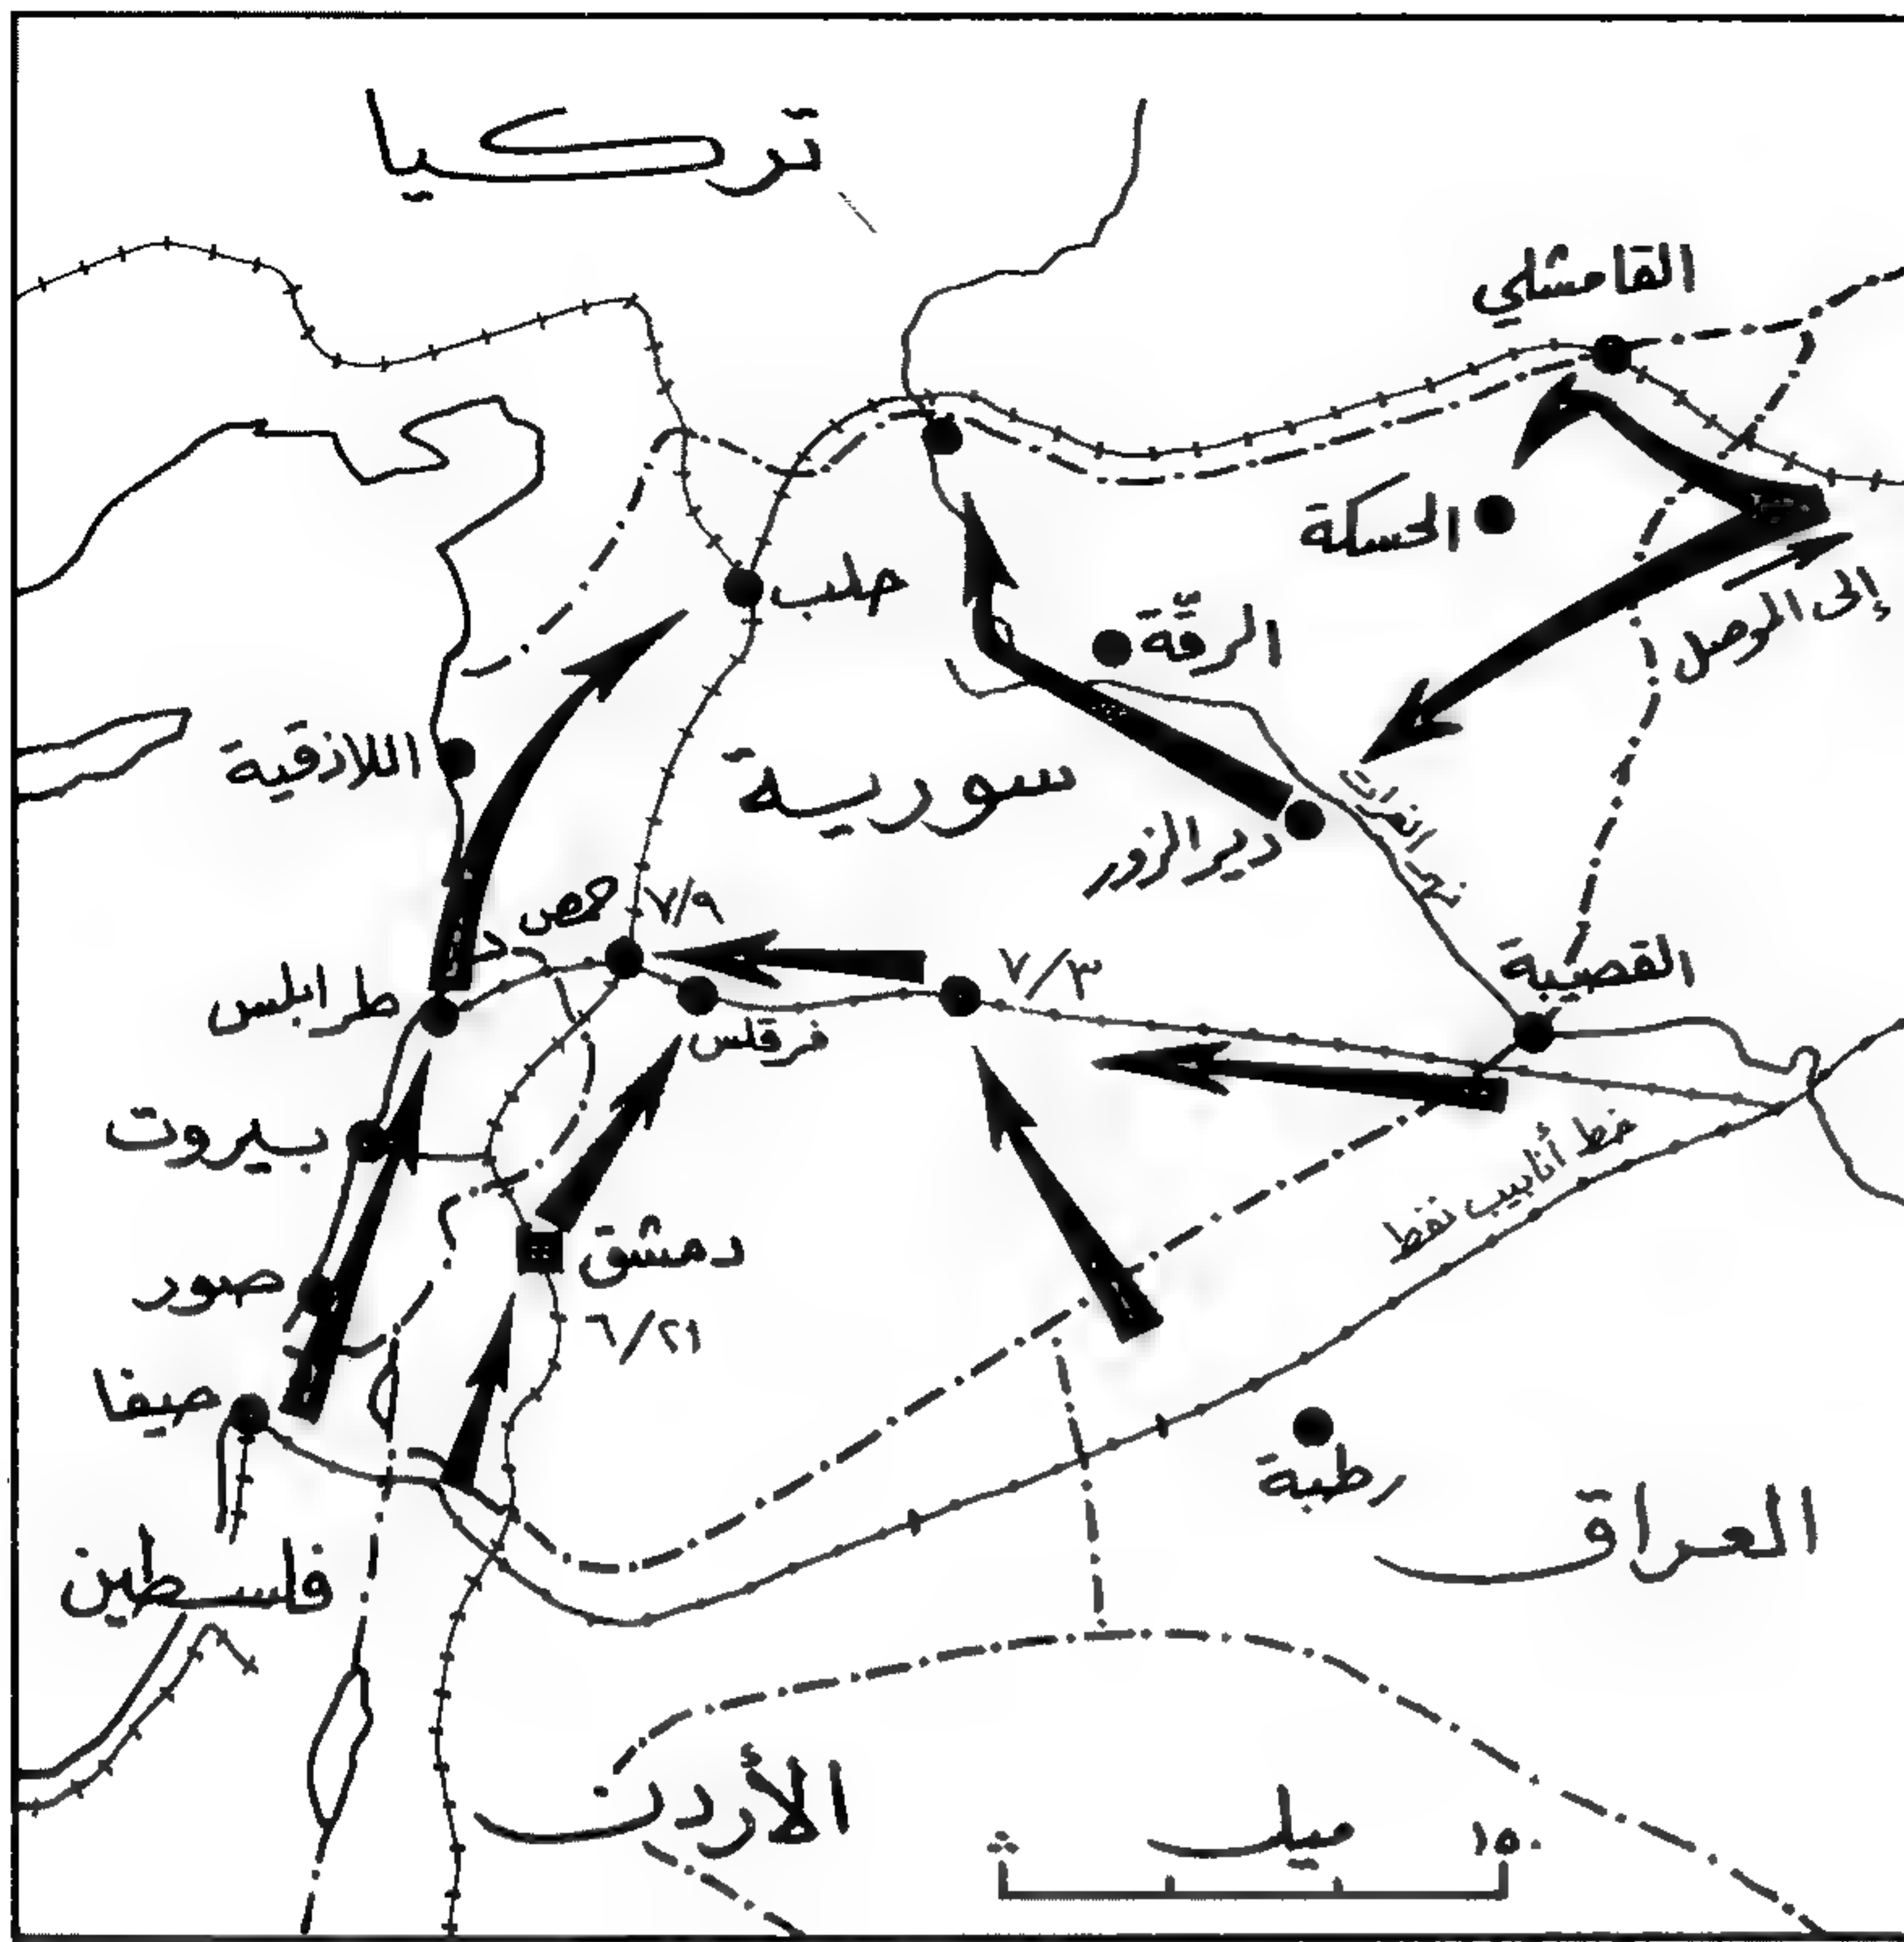 تركيا
القامشلي
الحسكة
إلى الموصل
حلب
الرقة
اللاذقية
سورية
نهر الفرات
دير الزور
حمص
٧/٩
طرابلس
٧/٣
القصيبة
فرقلس
بيروت
خط أنابيب نفط
دمشق
٦/٢١
صور
حيفا
رطبة
العراق
فلسطين
الأردن
ميل
١٥٠